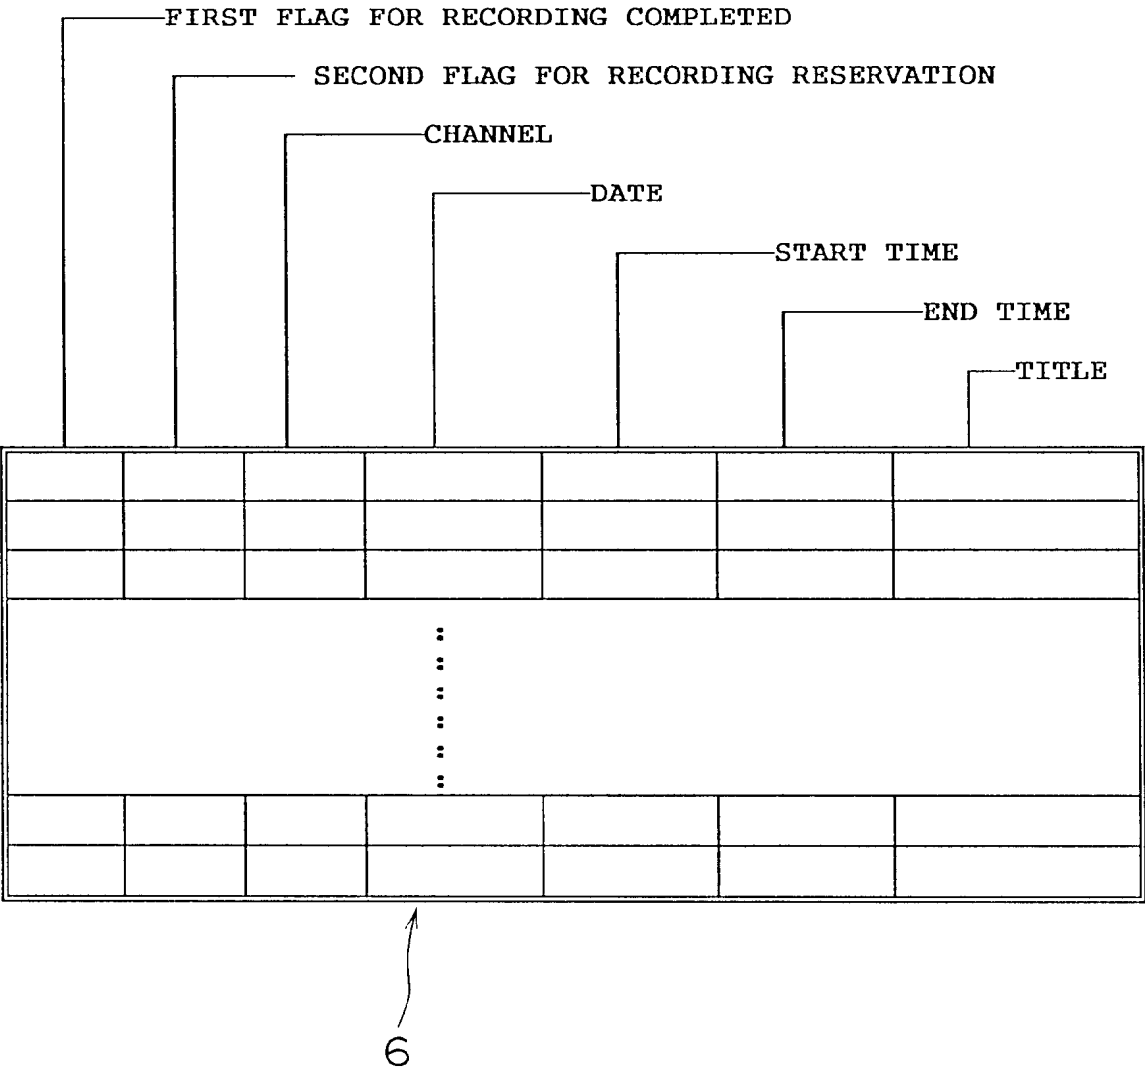 FIRST FLAG FOR RECORDING COMPLETED
SECOND FLAG FOR RECORDING RESERVATION
CHANNEL
DATE
START TIME
END TIME
TITLE
6